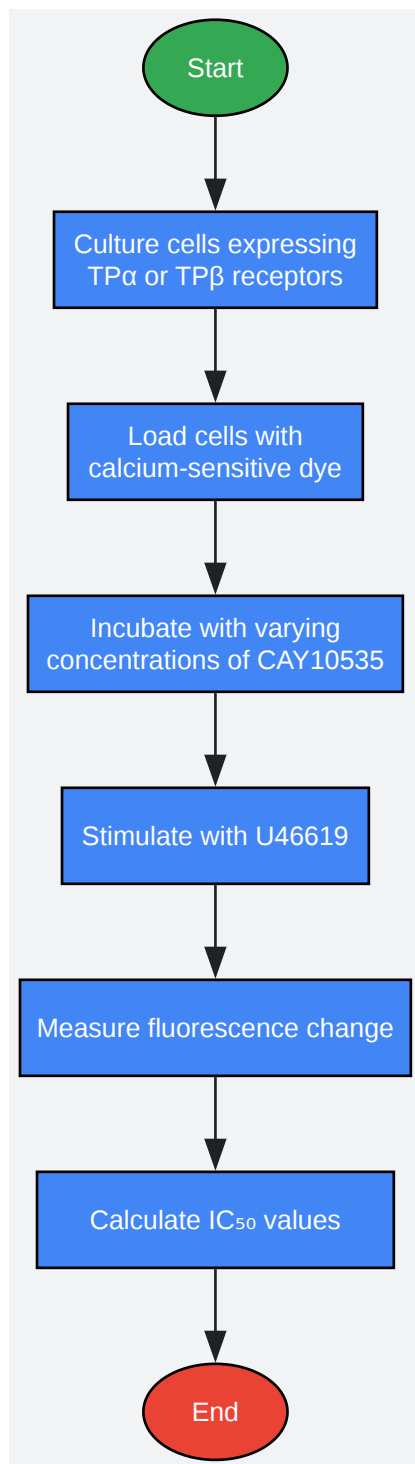 Start
Culture cells expressing
TPα or TPβ receptors
Load cells with
calcium-sensitive dye
Incubate with varying
concentrations of CAY10535
Stimulate with U46619
Measure fluorescence change
Calculate IC₅₀ values
End